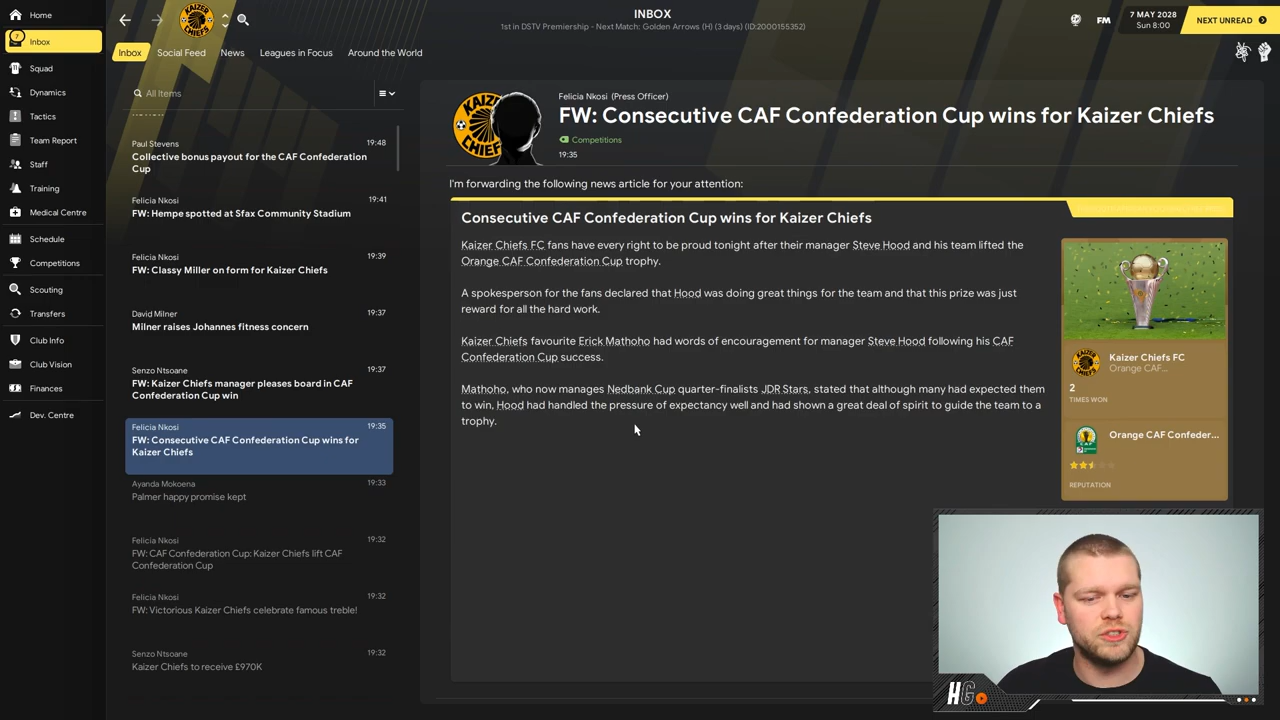 Home
7
Inbox
Squad
Dynamics
Tactics
Team Report
Staff
Training
Medical Centre
Schedule
Competitions
Scouting
Transfers
Club Info
Club Vision
Finances
Dev. Centre
INBOX
1st in DSTV Premiership - Next Match: Golden Arrows (H) (3 days) (ID:2000155352)
FM
7 MAY 2028
Sun 8:00
NEXT UNREAD
Inbox
Social Feed
News
Leagues in Focus
Around the World
All Items
Paul Stevens
19:48
Collective bonus payout for the CAF Confederation
Cup
Felicia Nkosi
19:41
FW: Hempe spotted at Sfax Community Stadium
Felicia Nkosi
19:39
FW: Classy Miller on form for Kaizer Chiefs
David Milner
19:37
Milner raises Johannes fitness concern
Senzo Ntsoane
19:37
FW: Kaizer Chiefs manager pleases board in CAF
Confederation Cup win
Felicia Nkosi
19:35
FW: Consecutive CAF Confederation Cup wins for
Kaizer Chiefs
Ayanda Mokoena
19:33
Palmer happy promise kept
Felicia Nkosi
19:32
FW: CAF Confederation Cup: Kaizer Chiefs lift CAF
Confederation Cup
Felicia Nkosi
19:32
FW: Victorious Kaizer Chiefs celebrate famous treble!
Senzo Ntsoane
19:32
Kaizer Chiefs to receive £970K
KAIZER
CHIEFS
Felicia Nkosi (Press Officer)
FW: Consecutive CAF Confederation Cup wins for Kaizer Chiefs
Competitions
19:35
I'm forwarding the following news article for your attention:
Consecutive CAF Confederation Cup wins for Kaizer Chiefs
Kaizer Chiefs FC fans have every right to be proud tonight after their manager Steve Hood and his team lifted the
Orange CAF Confederation Cup trophy.
A spokesperson for the fans declared that Hood was doing great things for the team and that this prize was just
reward for all the hard work.
Kaizer Chiefs favourite Erick Mathoho had words of encouragement for manager Steve Hood following his CAF
Confederation Cup success.
Mathoho, who now manages Nedbank Cup quarter-finalists JDR Stars, stated that although many had expected them
to win, Hood had handled the pressure of expectancy well and had shown a great deal of spirit to guide the team to a
trophy.
Kaizer Chiefs FC
Orange CAF...
2
TIMES WON
Orange CAF Confeder...
REPUTATION
HG